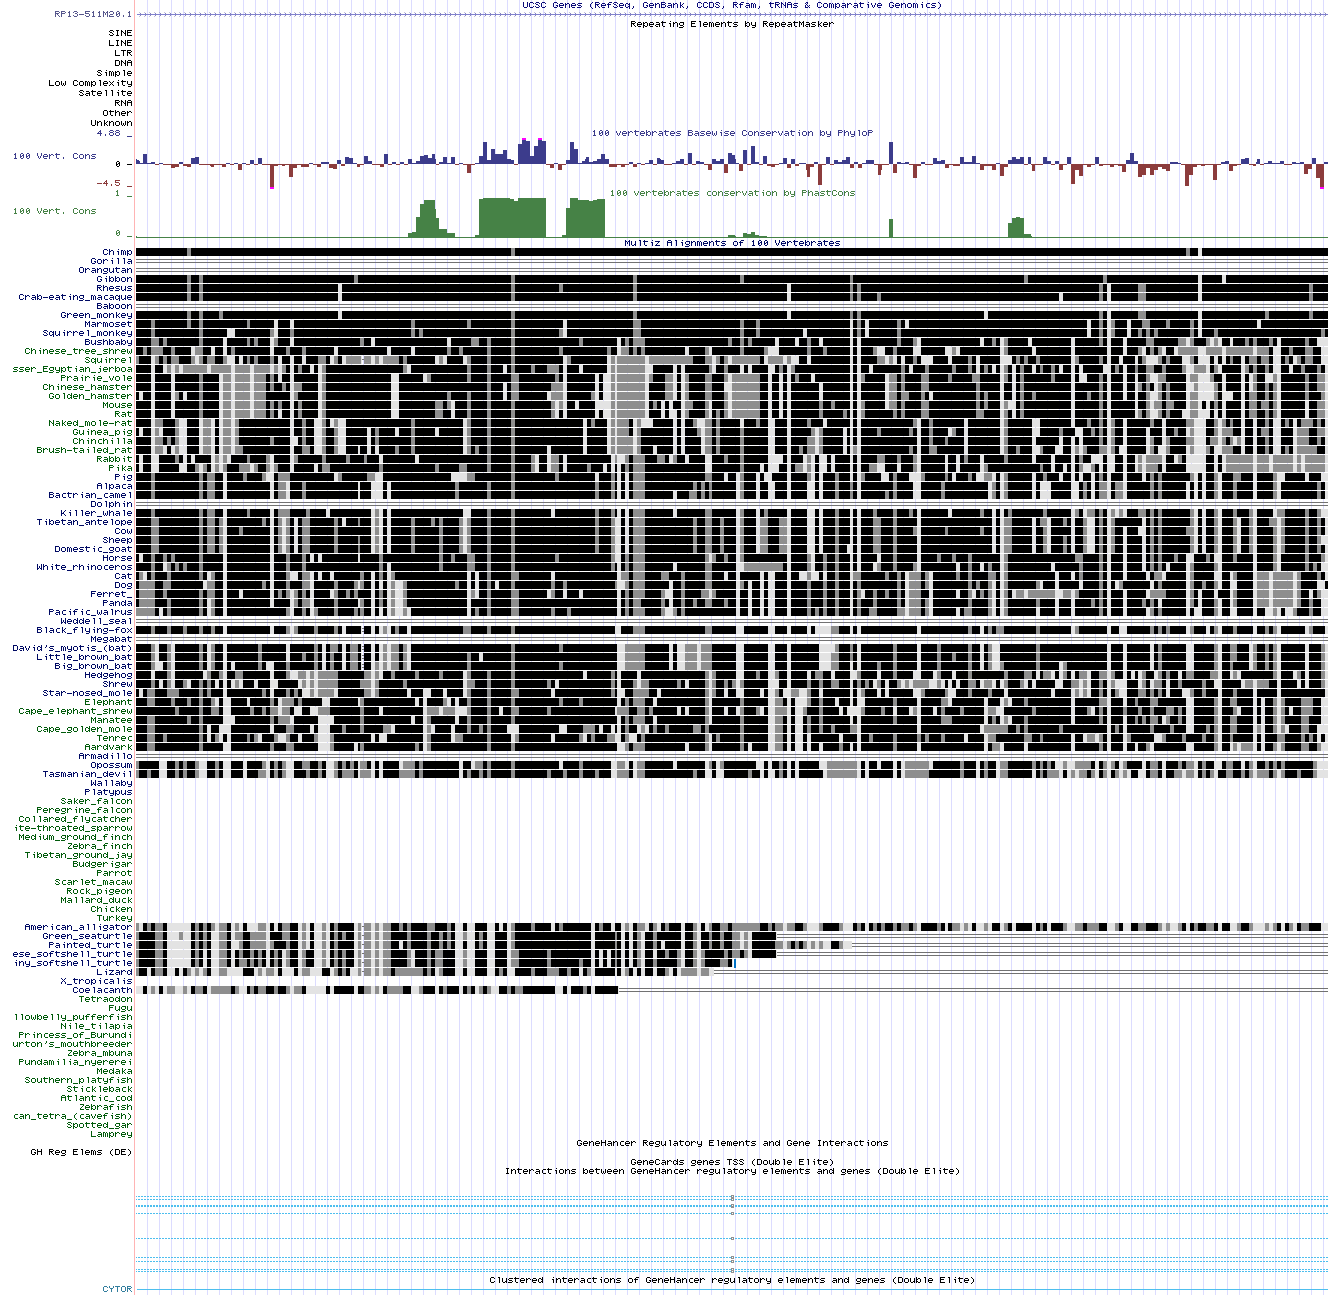 UCSC Genes (RefSeq, GenBank, CCDS, Rfam, tRNAs & Comparative Genomics)
RP13-511M20.1
Repeating Elements by RepeatMasker
SINE
LINE
LTR
DNA
Simple
Low Complexity
Satellite
RNA
Other
Unknown
4.88 _
100 vertebrates Basewise Conservation by PhyloP
100 Vert. Cons
0 _
-4.5 _
1 _
100 vertebrates conservation by PhastCons
100 Vert. Cons
0 _
Multiz Alignments of 100 Vertebrates
Chimp
Gorilla
Orangutan
Gibbon
Rhesus
Crab-eating_macaque
Baboon
Green_monkey
Marmoset
Squirrel_monkey
Bushbaby
Chinese_tree_shrew
Squirrel
sser_Egyptian_jerboa
Prairie_vole
Chinese_hamster
Golden_hamster
Mouse
Rat
Naked_mole-rat
Guinea_pig
Chinchilla
Brush-tailed_rat
Rabbit
Pika
Pig
Alpaca
Bactrian_camel
Dolphin
Killer_whale
Tibetan_antelope
Cow
Sheep
Domestic_goat
Horse
White_rhinoceros
Cat
Dog
Ferret_
Panda
Pacific_walrus
Weddell_seal
Black_flying-fox
Megabat
David's_myotis_(bat)
Little_brown_bat
Big_brown_bat
Hedgehog
Shrew
Star-nosed_mole
Elephant
Cape_elephant_shrew
Manatee
Cape_golden_mole
Tenrec
Aardvark
Armadillo
Opossum
Tasmanian_devil
Wallaby
Platypus
Saker_falcon
Peregrine_falcon
Collared_flycatcher
ite-throated_sparrow
Medium_ground_finch
Zebra_finch
Tibetan_ground_jay
Budgerigar
Parrot
Scarlet_macaw
Rock_pigeon
Mallard_duck
Chicken
Turkey
American_alligator
Green_seaturtle
Painted_turtle
ese_softshell_turtle
iny_softshell_turtle
Lizard
X_tropicalis
Coelacanth
Tetraodon
Fugu
llowbelly_pufferfish
Nile_tilapia
Princess_of_Burundi
urton's_mouthbreeder
Zebra_mbuna
Pundamilia_nyererei
Medaka
Southern_platyfish
Stickleback
Atlantic_cod
Zebrafish
can_tetra_(cavefish)
Spotted_gar
Lamprey
GeneHancer Regulatory Elements and Gene Interactions
GH Reg Elems (DE)
GeneCards genes TSS (Double Elite)
Interactions between GeneHancer regulatory elements and genes (Double Elite)
Clustered interactions of GeneHancer regulatory elements and genes (Double Elite)
CYTOR